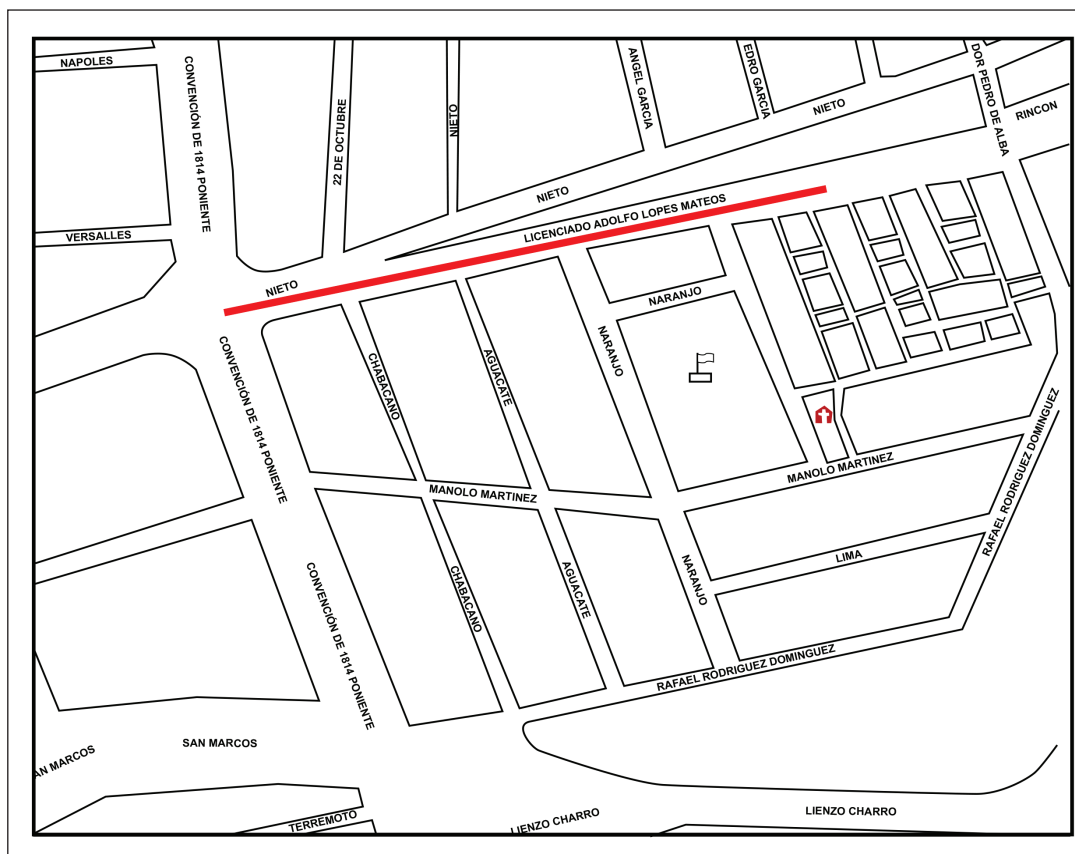 NAPOLES
CONVENCIÓN DE 1814 PONIENTE
22 DE OCTUBRE
NIETO
ANGEL GARCIA
EDRO GARCIA
NIETO
DOR PEDRO DE ALBA
RINCON
VERSALLES
NIETO
LICENCIADO ADOLFO LOPES MATEOS
NIETO
NARANJO
NARANJO
CHABACANO
AGUACATE
CONVENCIÓN DE 1814 PONIENTE
MANOLO MARTINEZ
MANOLO MARTINEZ
RAFAEL RODRIGUEZ DOMINGUEZ
LIMA
CHABACANO
AGUACATE
NARANJO
CONVENCIÓN DE 1814 PONIENTE
RAFAEL RODRIGUEZ DOMINGUEZ
SAN MARCOS
AN MARCOS
TERREMOTO
LIENZO CHARRO
LIENZO CHARRO